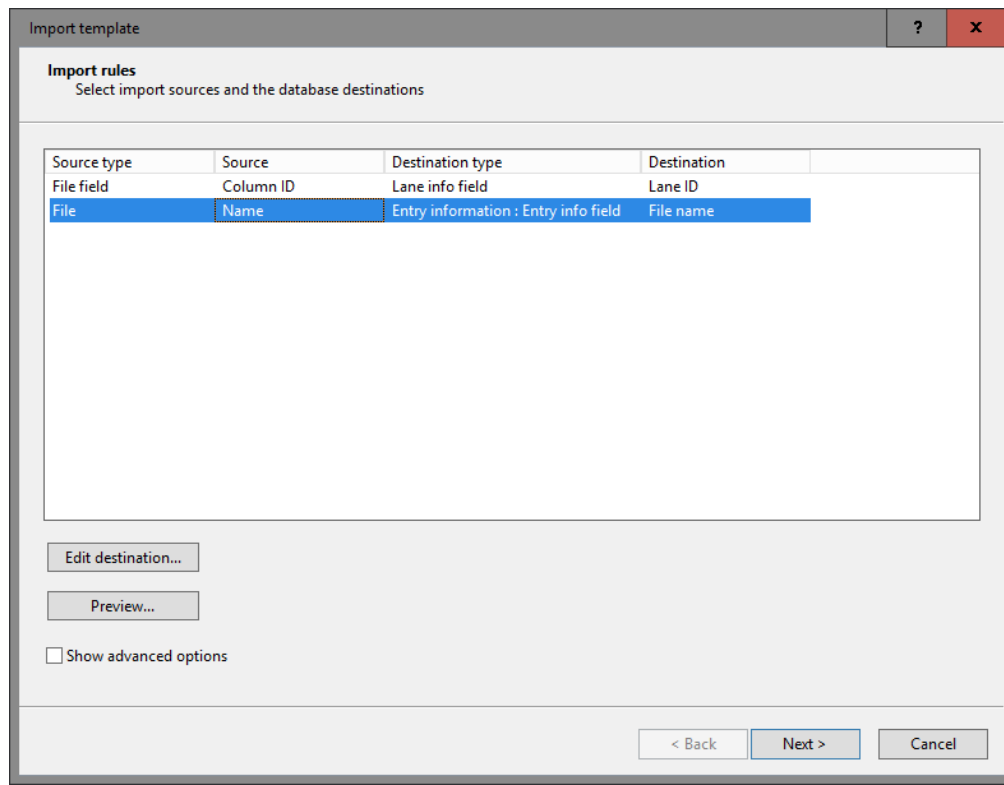 Import template ? x
Import rules
Select import sources and the database destinations
Source type Source Destination type Destination
File field Column ID Lane info field Lane ID
File Name Entry information : Entry info field File name
Edit destination...
Preview...
Show advanced options
< Back Next > Cancel